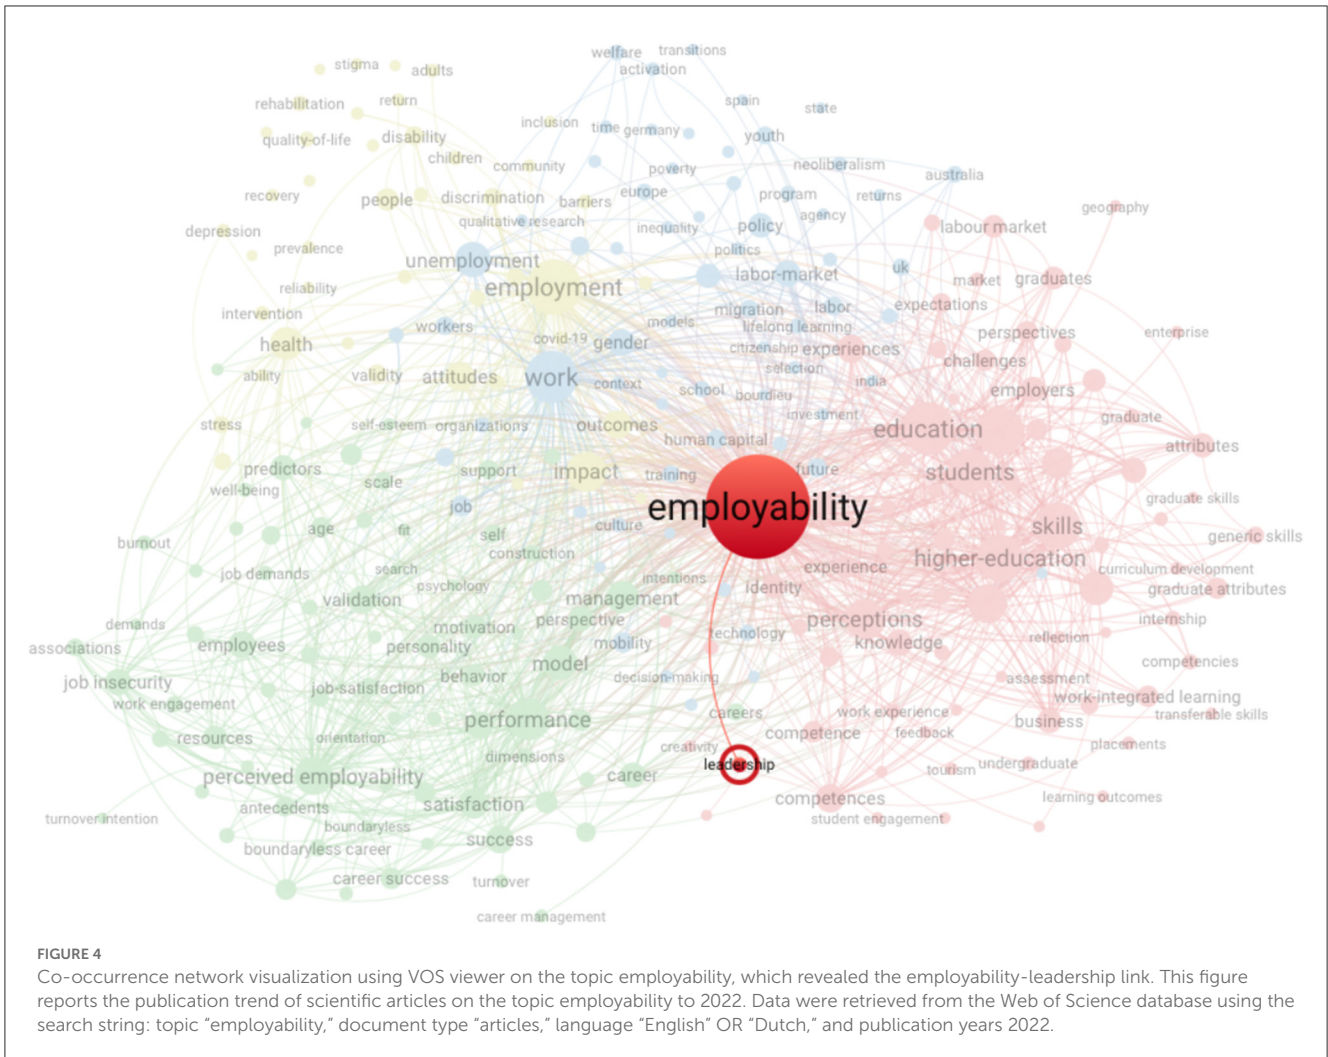 welfare transitions
stigma adults activation
rehabilitation return spain state
inclusion time germany
quality-of-life disability youth
children community poverty neoliberalism australia
recovery people discrimination barriers europe program returns
geography
qualitative research inequality policy agency labour market
depression
prevalence unemployment politics
labor-market uk
employment market graduates
reliability
intervention migration labor expectations
workers models lifelong learning perspectives enterprise
health covid-19 gender citizenship experiences
challenges
ability validity attitudes work context selection india
school bourdieu employers
investment graduate
stress self-esteem organizations outcomes human capital education attributes
predictors scale support impact training future students
well-being graduate skills
job employability
age fit self culture skills generic skills
burnout construction higher-education
job demands search psychology intentions experience curriculum development
identity graduate attributes
validation management
demands motivation perspective perceptions internship
associations employees personality mobility technology knowledge reflection
model competencies
job insecurity behavior decision-making assessment
job-satisfaction work-integrated learning
work engagement performance careers work experience business transferable skills
resources orientation competence feedback
creativity placements
dimensions leadership
perceived employability career tourism undergraduate
antecedents satisfaction competences learning outcomes
turnover intention boundaryless student engagement
boundaryless career success
career success turnover
career management
FIGURE 4
Co-occurrence network visualization using VOS viewer on the topic employability, which revealed the employability-leadership link. This figure
reports the publication trend of scientific articles on the topic employability to 2022. Data were retrieved from the Web of Science database using the
search string: topic “employability,” document type “articles,” language “English” OR “Dutch,” and publication years 2022.